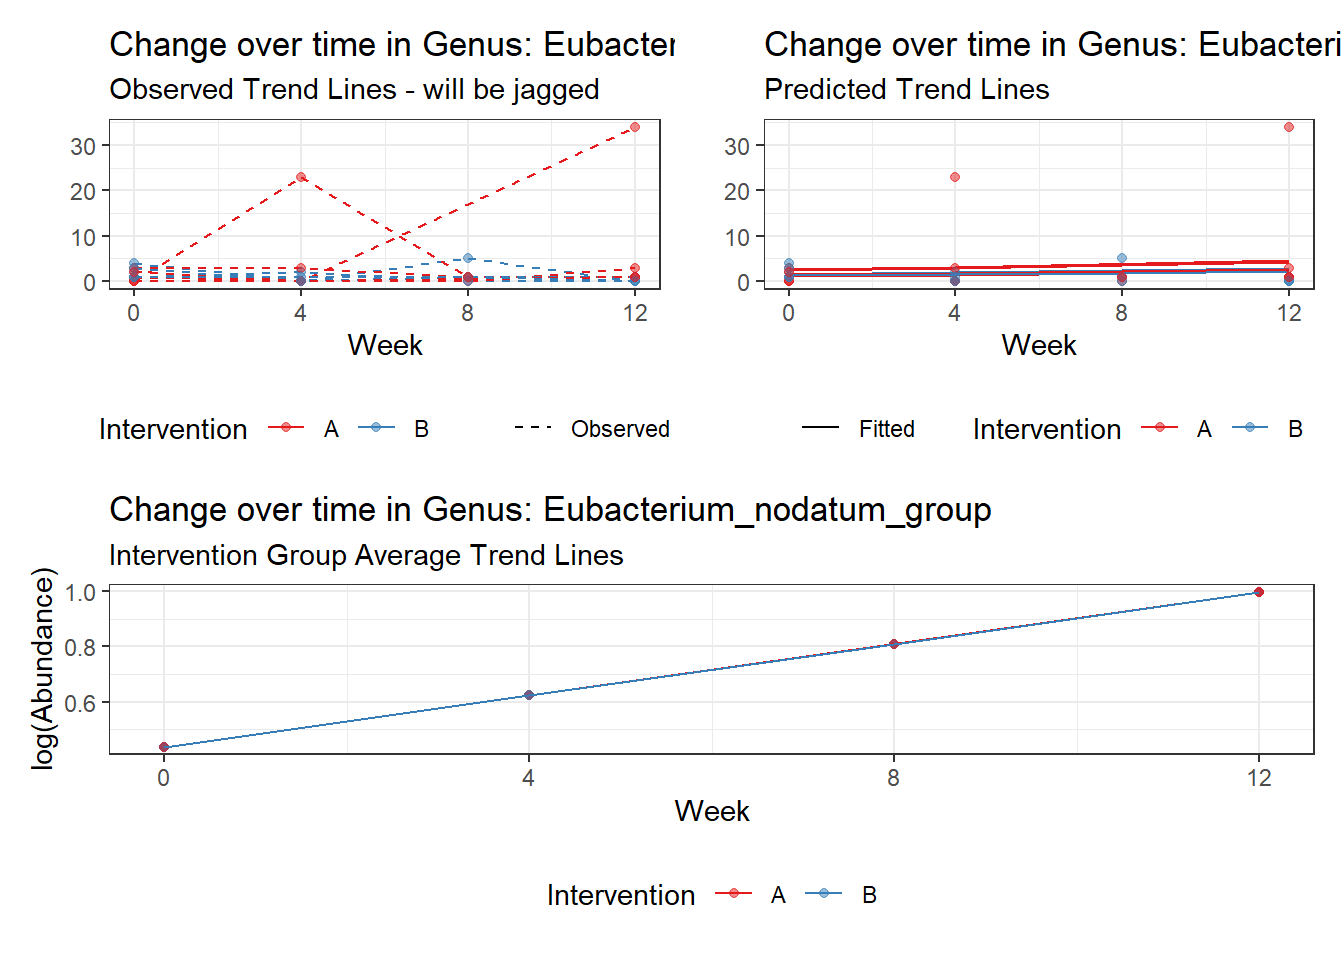 Change over time in Genus: Eubacter
Observed Trend Lines - will be jagged
30
20
10
0
0 4 8 12
Week
Intervention A B Observed
Change over time in Genus: Eubacteri
Predicted Trend Lines
30
20
10
0
0 4 8 12
Week
Fitted Intervention A B
Change over time in Genus: Eubacterium_nodatum_group
Intervention Group Average Trend Lines
log(Abundance)
1.0
0.8
0.6
0 4 8 12
Week
Intervention A B